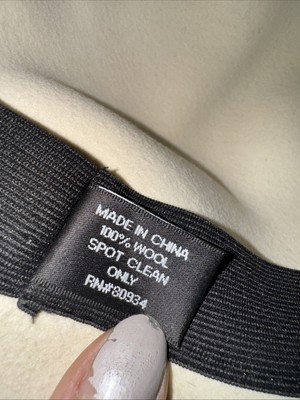 MADE IN CHINA
100% WOOL
SPOT CLEAN
ONLY
RN#80934